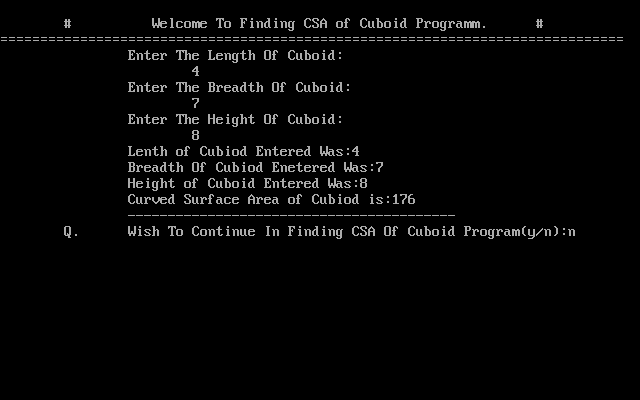 # Welcome To Finding CSA of Cuboid Programm. #
==============================================================================
Enter The Length Of Cuboid:
4
Enter The Breadth Of Cuboid:
7
Enter The Height Of Cuboid:
8
Lenth of Cubiod Entered Was:4
Breadth Of Cubiod Enetered Was:7
Height of Cuboid Entered Was:8
Curved Surface Area of Cubiod is:176
-----------------------------------------
Q. Wish To Continue In Finding CSA Of Cuboid Program(y/n):n